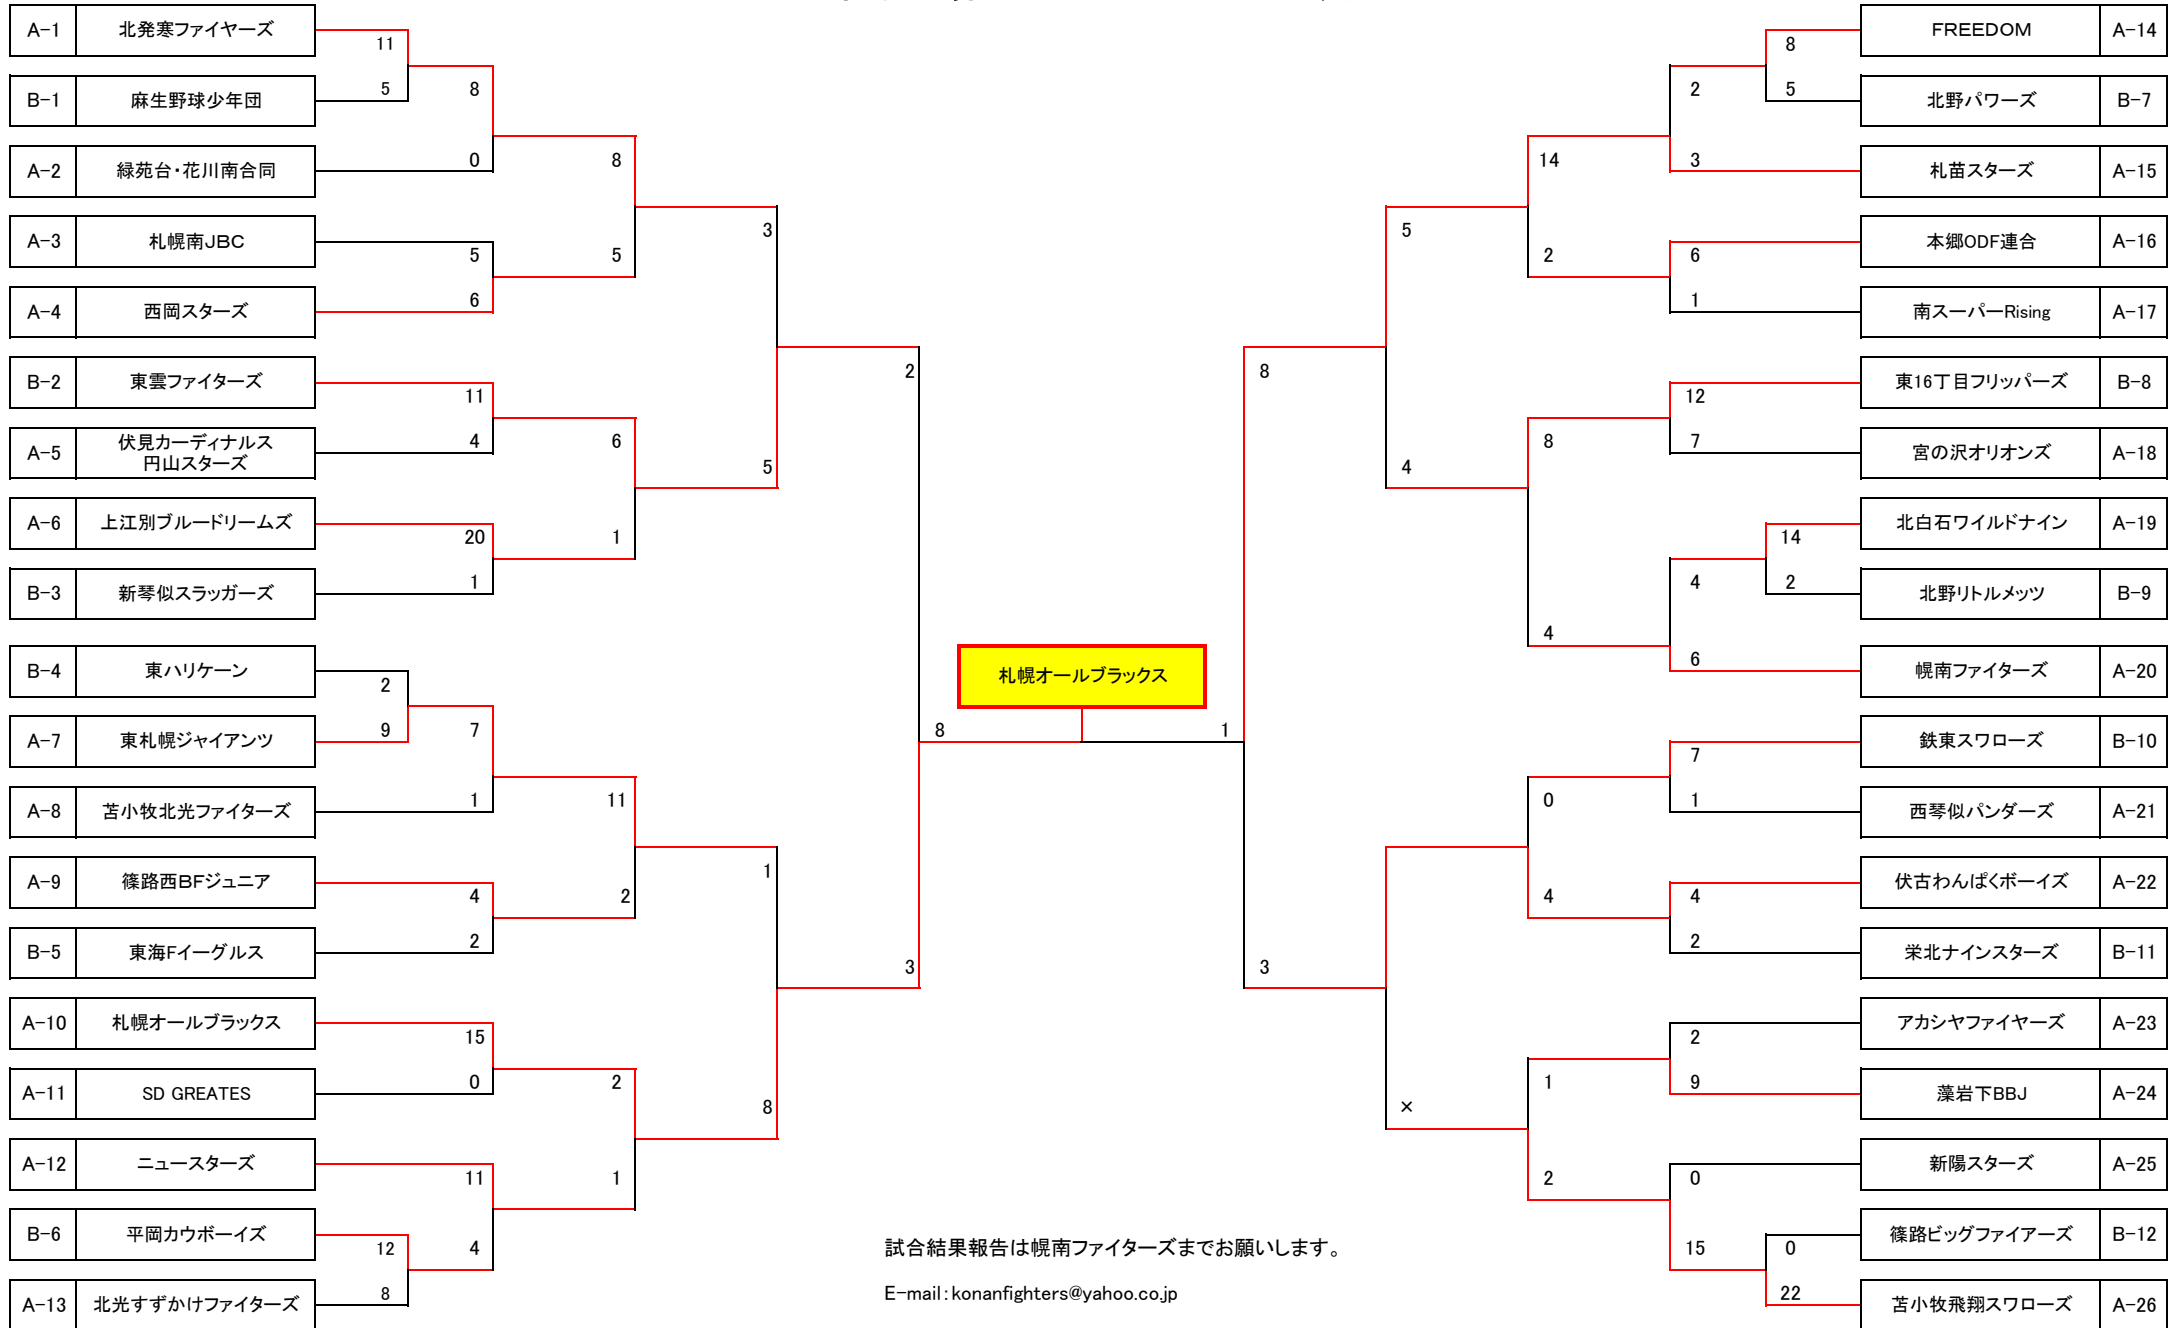 A-1 北発寒ファイヤーズ
11
5
B-1 麻生野球少年団
8
0
A-2 緑苑台・花川南合同
8
5
A-3 札幌南JBC
5
6
A-4 西岡スターズ
3
5
B-2 東雲ファイターズ
11
4
A-5 伏見カーディナルス
円山スターズ
6
1
A-6 上江別ブルードリームズ
20
1
B-3 新琴似スラッガーズ
2
3
B-4 東ハリケーン
2
9
A-7 東札幌ジャイアンツ
7
1
A-8 苫小牧北光ファイターズ
11
2
A-9 篠路西BFジュニア
4
2
B-5 東海Fイーグルス
1
8
A-10 札幌オールブラックス
15
0
A-11 SD GREATES
2
1
A-12 ニュースターズ
11
4
B-6 平岡カウボーイズ
12
8
A-13 北光すずかけファイターズ
札幌オールブラックス
8
1
FREEDOM A-14
8
5
北野パワーズ B-7
2
3
札苗スターズ A-15
14
2
本郷ODF連合 A-16
6
1
南スーパーRising A-17
5
4
東16丁目フリッパーズ B-8
12
7
宮の沢オリオンズ A-18
8
4
北白石ワイルドナイン A-19
14
2
北野リトルメッツ B-9
4
6
幌南ファイターズ A-20
8
3
鉄東スワローズ B-10
7
1
西琴似パンダーズ A-21
0
4
伏古わんぱくボーイズ A-22
4
2
栄北ナインスターズ B-11
×
アカシヤファイヤーズ A-23
2
9
藻岩下BBJ A-24
1
2
新陽スターズ A-25
0
15
篠路ビッグファイアーズ B-12
0
22
苫小牧飛翔スワローズ A-26
試合結果報告は幌南ファイターズまでお願いします。
E-mail：konanfighters@yahoo.co.jp